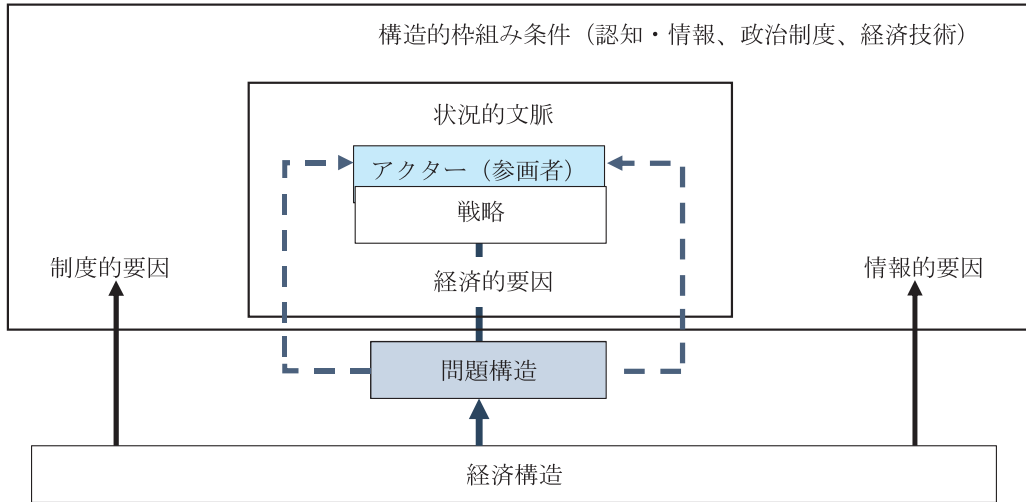 構造的枠組み条件（認知・情報、政治制度、経済技術）
状況的文脈
アクター（参画者）
戦略
制度的要因
経済的要因
情報的要因
問題構造
経済構造